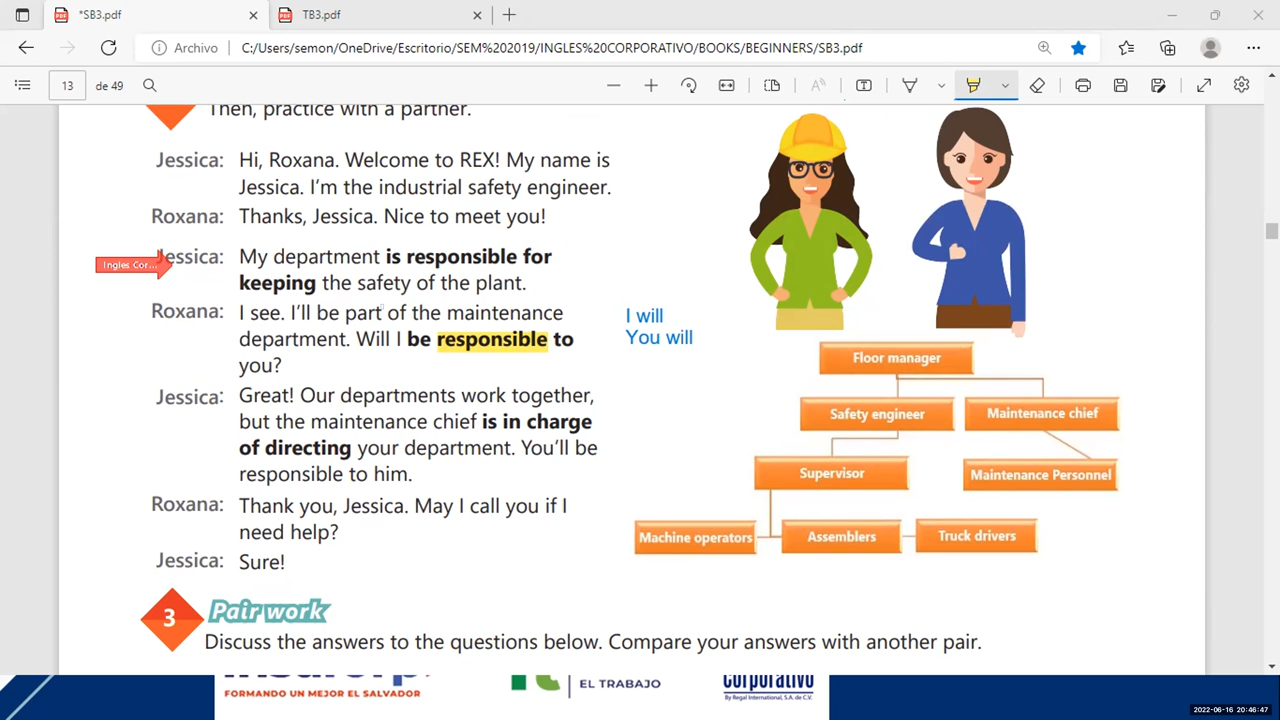 *SB3.pdf
TB3.pdf
Archivo
C:/Users/semon/OneDrive/Escritorio/SEM%202019/INGLES%20CORPORATIVO/BOOKS/BEGINNERS/SB3.pdf
13
de 49
Then, practice with a partner.
Jessica: Hi, Roxana. Welcome to REX! My name is
Jessica. I'm the industrial safety engineer.
Roxana: Thanks, Jessica. Nice to meet you!
Ingles Cor...
Jessica: My department is responsible for
keeping the safety of the plant.
Roxana: I see. I'll be part of the maintenance
department. Will I be responsible to
you?
I will
You will
Jessica: Great! Our departments work together,
but the maintenance chief is in charge
of directing your department. You'll be
responsible to him.
Roxana: Thank you, Jessica. May I call you if I
need help?
Jessica: Sure!
Floor manager
Safety engineer
Maintenance chief
Supervisor
Maintenance Personnel
Machine operators
Assemblers
Truck drivers
3
Pair work
Discuss the answers to the questions below. Compare your answers with another pair.
FORMANDO UN MEJOR EL SALVADOR
EL TRABAJO
corporativo
By Regal International, S.A. de C.V.
2022-06-16 20:46:47